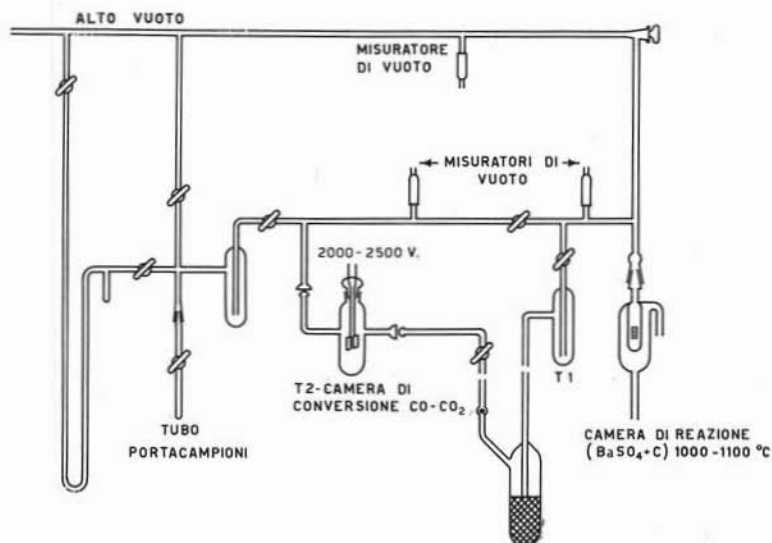 ALTO VUOTO
MISURATORE
DI VUOTO
MISURATORI DI
VUOTO
2000-2500 V.
T2-CAMERA DI
CONVERSIONE CO-CO₂
T1
TUBO
PORTACAMPIONI
CAMERA DI REAZIONE
(BaSO₄+C) 1000-1100 °C